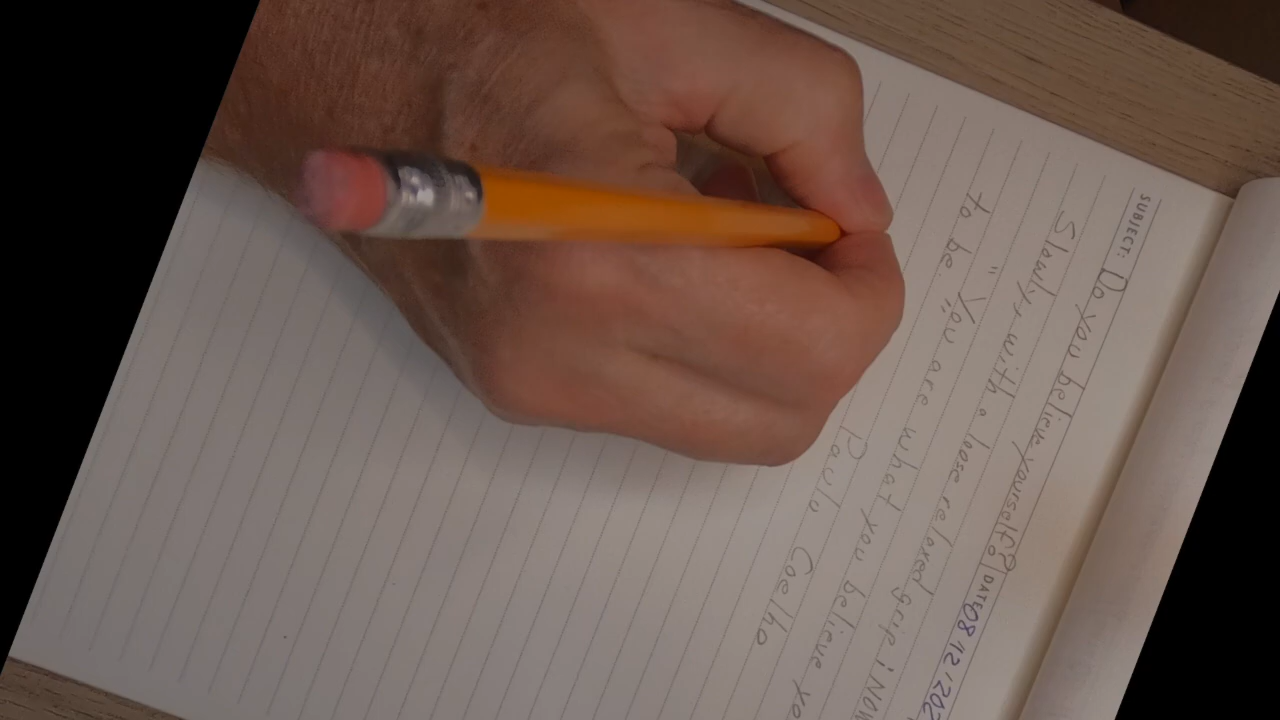 SUBJECT: Do you believe yourself? DATE 08/12/202
Slowly, with a loose relaxed grip! NOW
"You are what you believe yo
to be."
Paulo Coelho